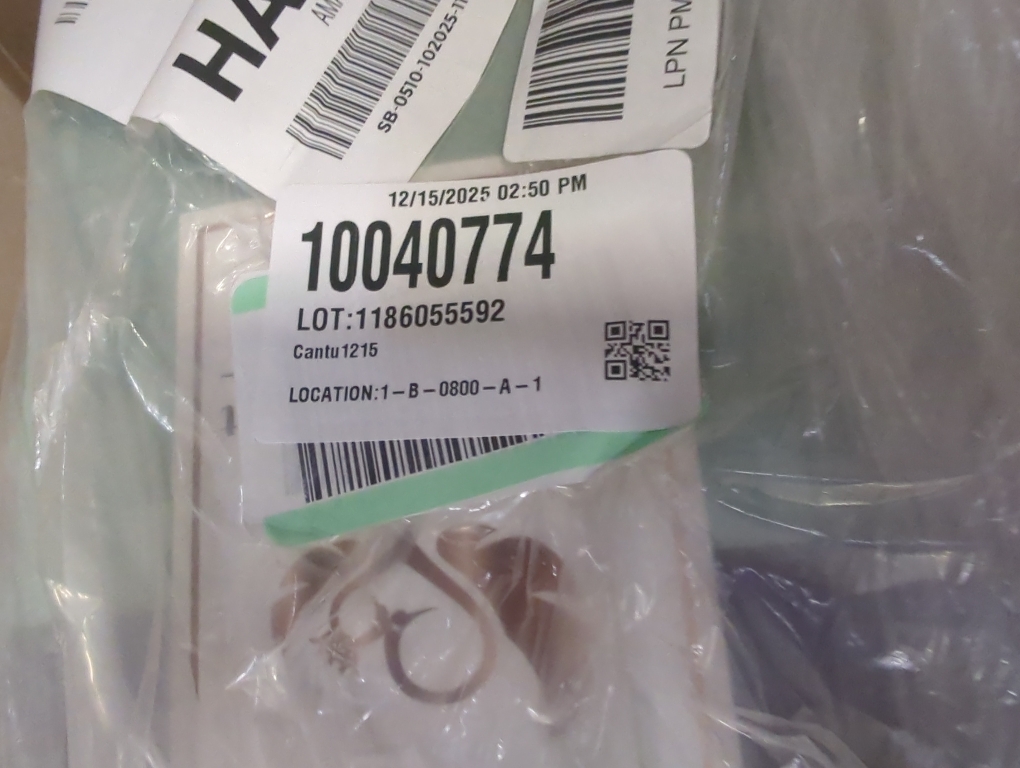 HA
AM
SB-0510-102025-1
LPN PM
12/15/2025 02:50 PM
10040774
LOT:1186055592
Cantu1215
LOCATION:1-B-0800-A-1